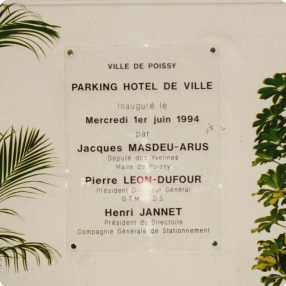 VILLE DE POISSY
PARKING HOTEL DE VILLE
Inauguré le
Mercredi 1er juin 1994
par
Jacques MASDEU-ARUS
Député des Yvelines
Maire de Poissy
Pierre LEON-DUFOUR
Président Directeur Général
G.T.M. D.S.
Henri JANNET
Président du Directoire
Compagnie Générale de Stationnement